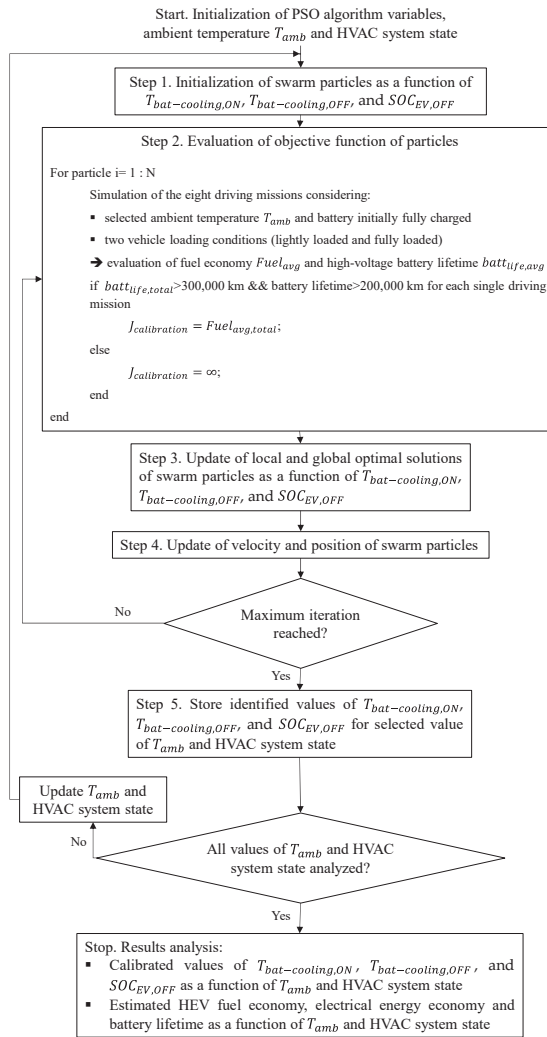 Start. Initialization of PSO algorithm variables,
ambient temperature T_amb and HVAC system state
Step 1. Initialization of swarm particles as a function of
T_bat−cooling,ON, T_bat−cooling,OFF, and SOC_EV,OFF
Step 2. Evaluation of objective function of particles
For particle i= 1 : N
Simulation of the eight driving missions considering:
▪ selected ambient temperature T_amb and battery initially fully charged
▪ two vehicle loading conditions (lightly loaded and fully loaded)
➔ evaluation of fuel economy Fuel_avg and high-voltage battery lifetime batt_life,avg
if batt_life,total>300,000 km && battery lifetime>200,000 km for each single driving
mission
J_calibration = Fuel_avg,total;
else
J_calibration = ∞;
end
end
Step 3. Update of local and global optimal solutions
of swarm particles as a function of T_bat−cooling,ON,
T_bat−cooling,OFF, and SOC_EV,OFF
Step 4. Update of velocity and position of swarm particles
No
Maximum iteration
reached?
Yes
Step 5. Store identified values of T_bat−cooling,ON,
T_bat−cooling,OFF, and SOC_EV,OFF for selected value
of T_amb and HVAC system state
Update T_amb and
HVAC system state
No
All values of T_amb and HVAC
system state analyzed?
Yes
Stop. Results analysis:
▪ Calibrated values of T_bat−cooling,ON, T_bat−cooling,OFF, and
SOC_EV,OFF as a function of T_amb and HVAC system state
▪ Estimated HEV fuel economy, electrical energy economy and
battery lifetime as a function of T_amb and HVAC system state